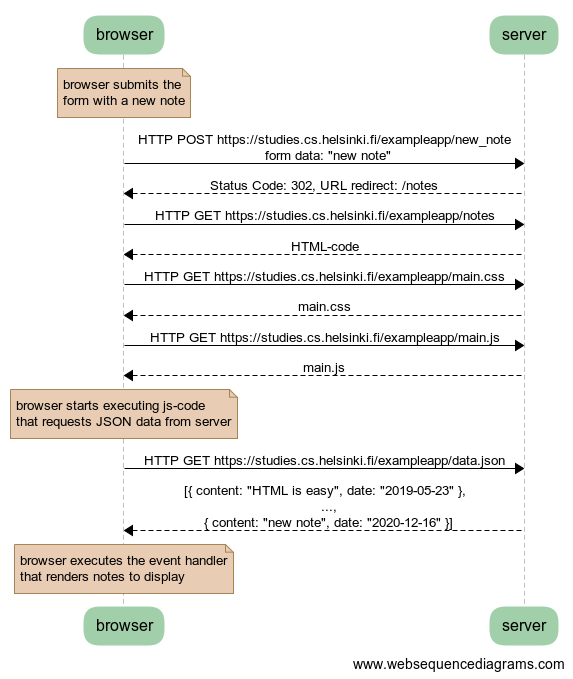 browser server
browser submits the
form with a new note
HTTP POST https://studies.cs.helsinki.fi/exampleapp/new_note
form data: "new note"
Status Code: 302, URL redirect: /notes
HTTP GET https://studies.cs.helsinki.fi/exampleapp/notes
HTML-code
HTTP GET https://studies.cs.helsinki.fi/exampleapp/main.css
main.css
HTTP GET https://studies.cs.helsinki.fi/exampleapp/main.js
main.js
browser starts executing js-code
that requests JSON data from server
HTTP GET https://studies.cs.helsinki.fi/exampleapp/data.json
[{ content: "HTML is easy", date: "2019-05-23" },
...,
{ content: "new note", date: "2020-12-16" }]
browser executes the event handler
that renders notes to display
browser server
www.websequencediagrams.com